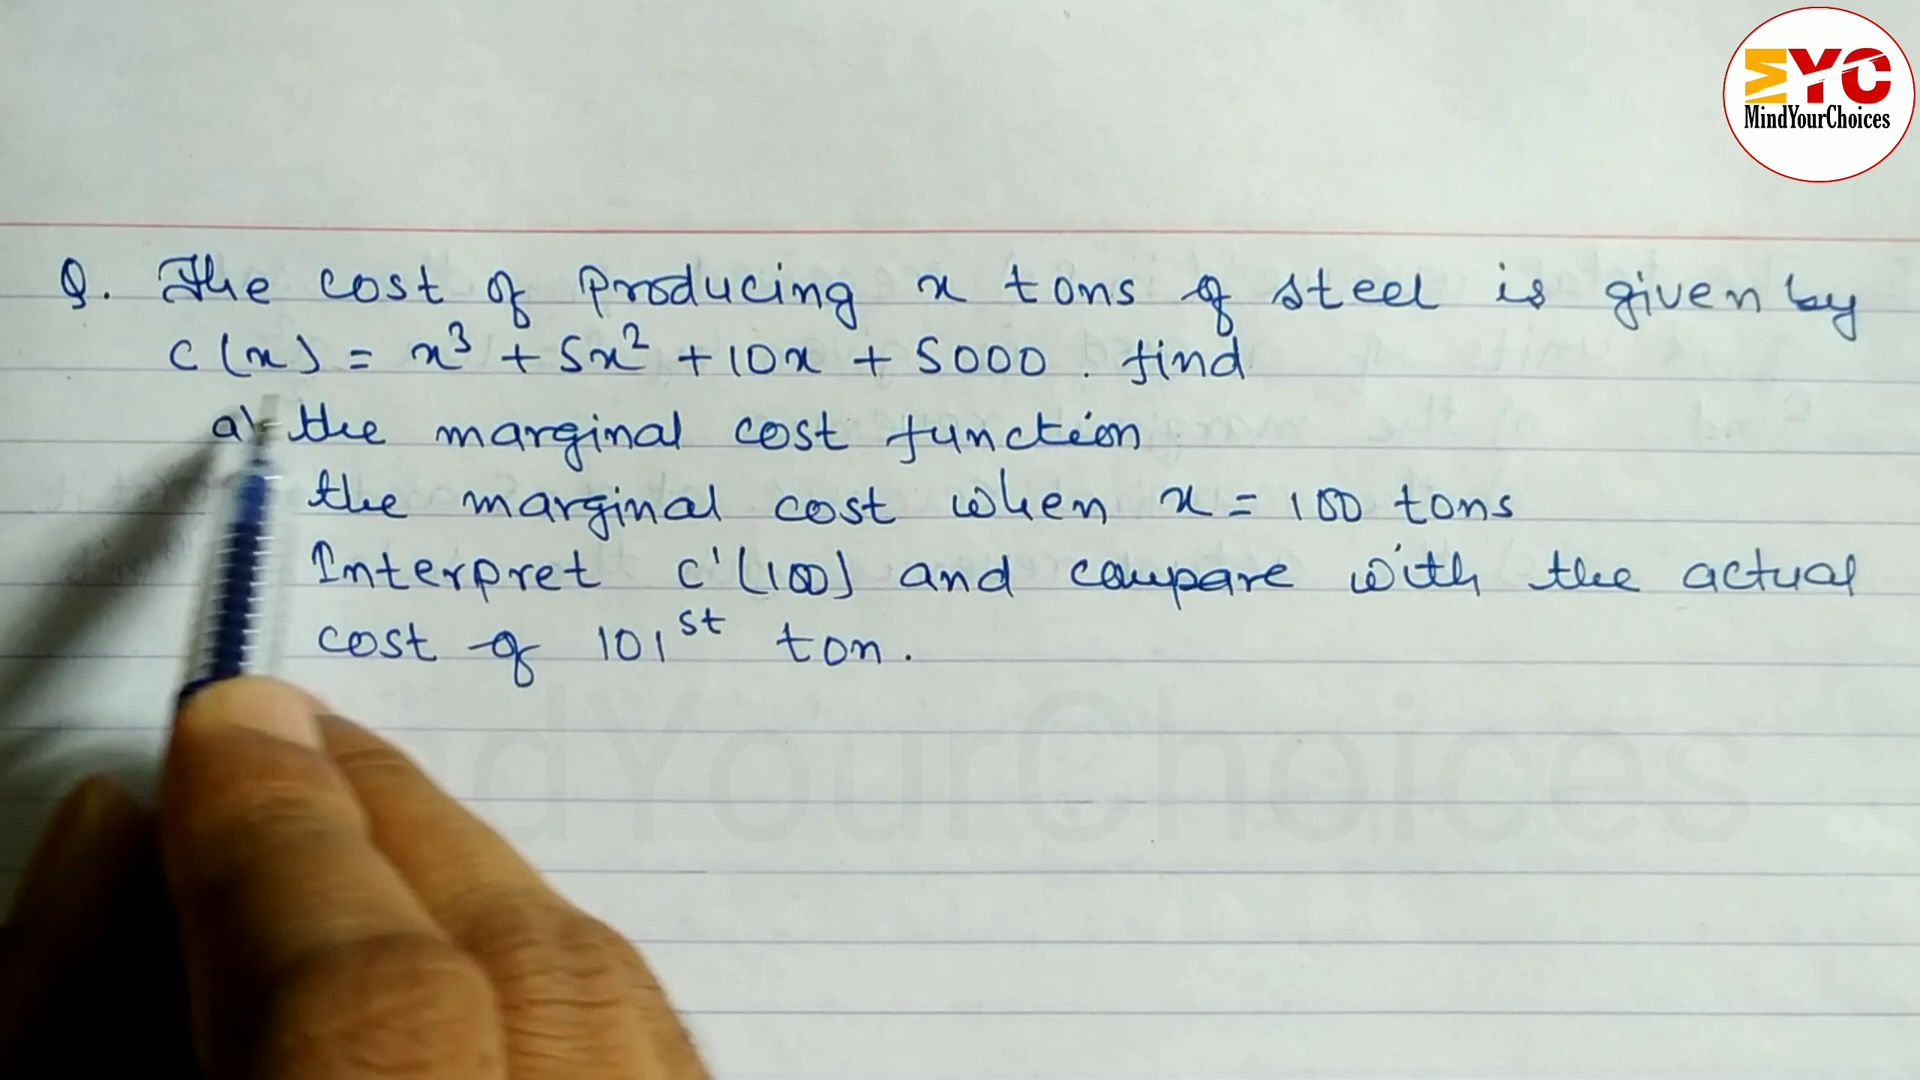 MYC
MindYourChoices
Q. The cost of producing x tons of steel is given by
C(x) = x³ + 5x² + 10x + 5000. find
a) the marginal cost function
the marginal cost when x = 100 tons
Interpret C'(100) and compare with the actual
cost of 101st ton.
MindYourChoices